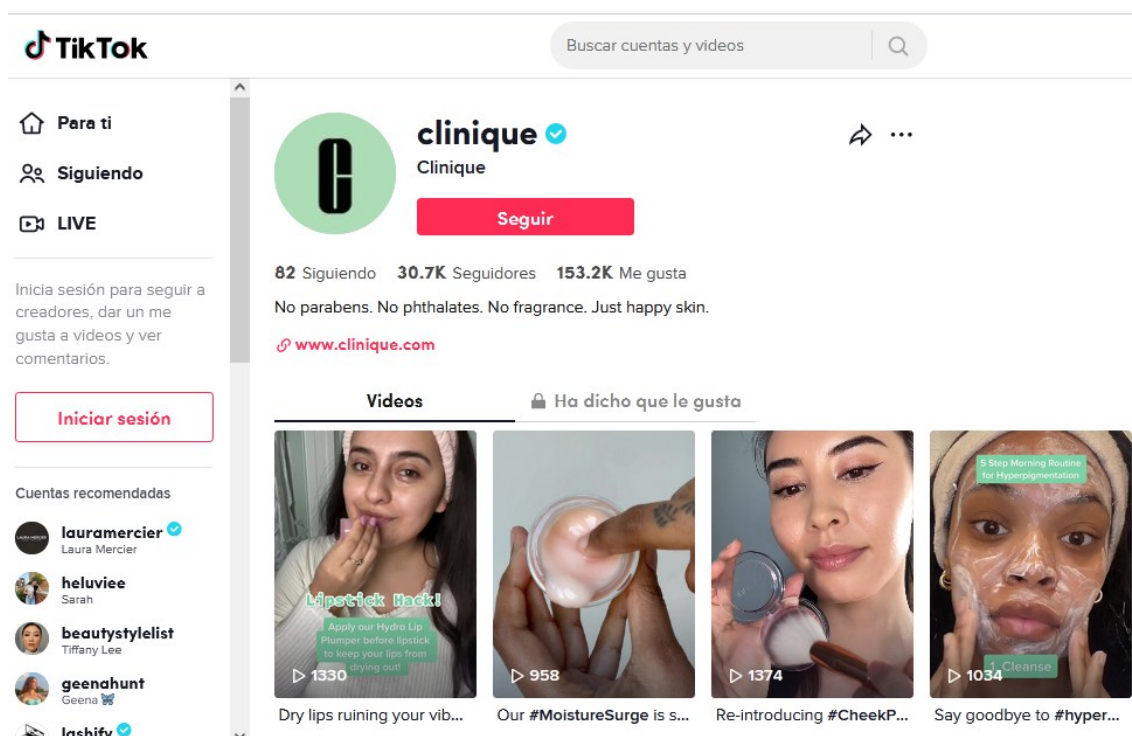 TikTok
Buscar cuentas y videos
Para ti
Siguiendo
LIVE
Inicia sesión para seguir a
creadores, dar un me
gusta a videos y ver
comentarios.
Iniciar sesión
Cuentas recomendadas
lauramercier
Laura Mercier
heluviee
Sarah
beautystylelist
Tiffany Lee
geenahunt
Geena
lashify
clinique
Clinique
Seguir
82 Siguiendo 30.7K Seguidores 153.2K Me gusta
No parabens. No phthalates. No fragrance. Just happy skin.
www.clinique.com
Videos
Ha dicho que le gusta
Lipstick Hack!
Apply our Hydro Lip
Plumper before lipstick
to keep your lips from
drying out!
1330
Dry lips ruining your vib...
958
Our #MoistureSurge is s...
1374
Re-introducing #CheekP...
5 Step Morning Routine
for Hyperpigmentation
1. Cleanse
1034
Say goodbye to #hyper...